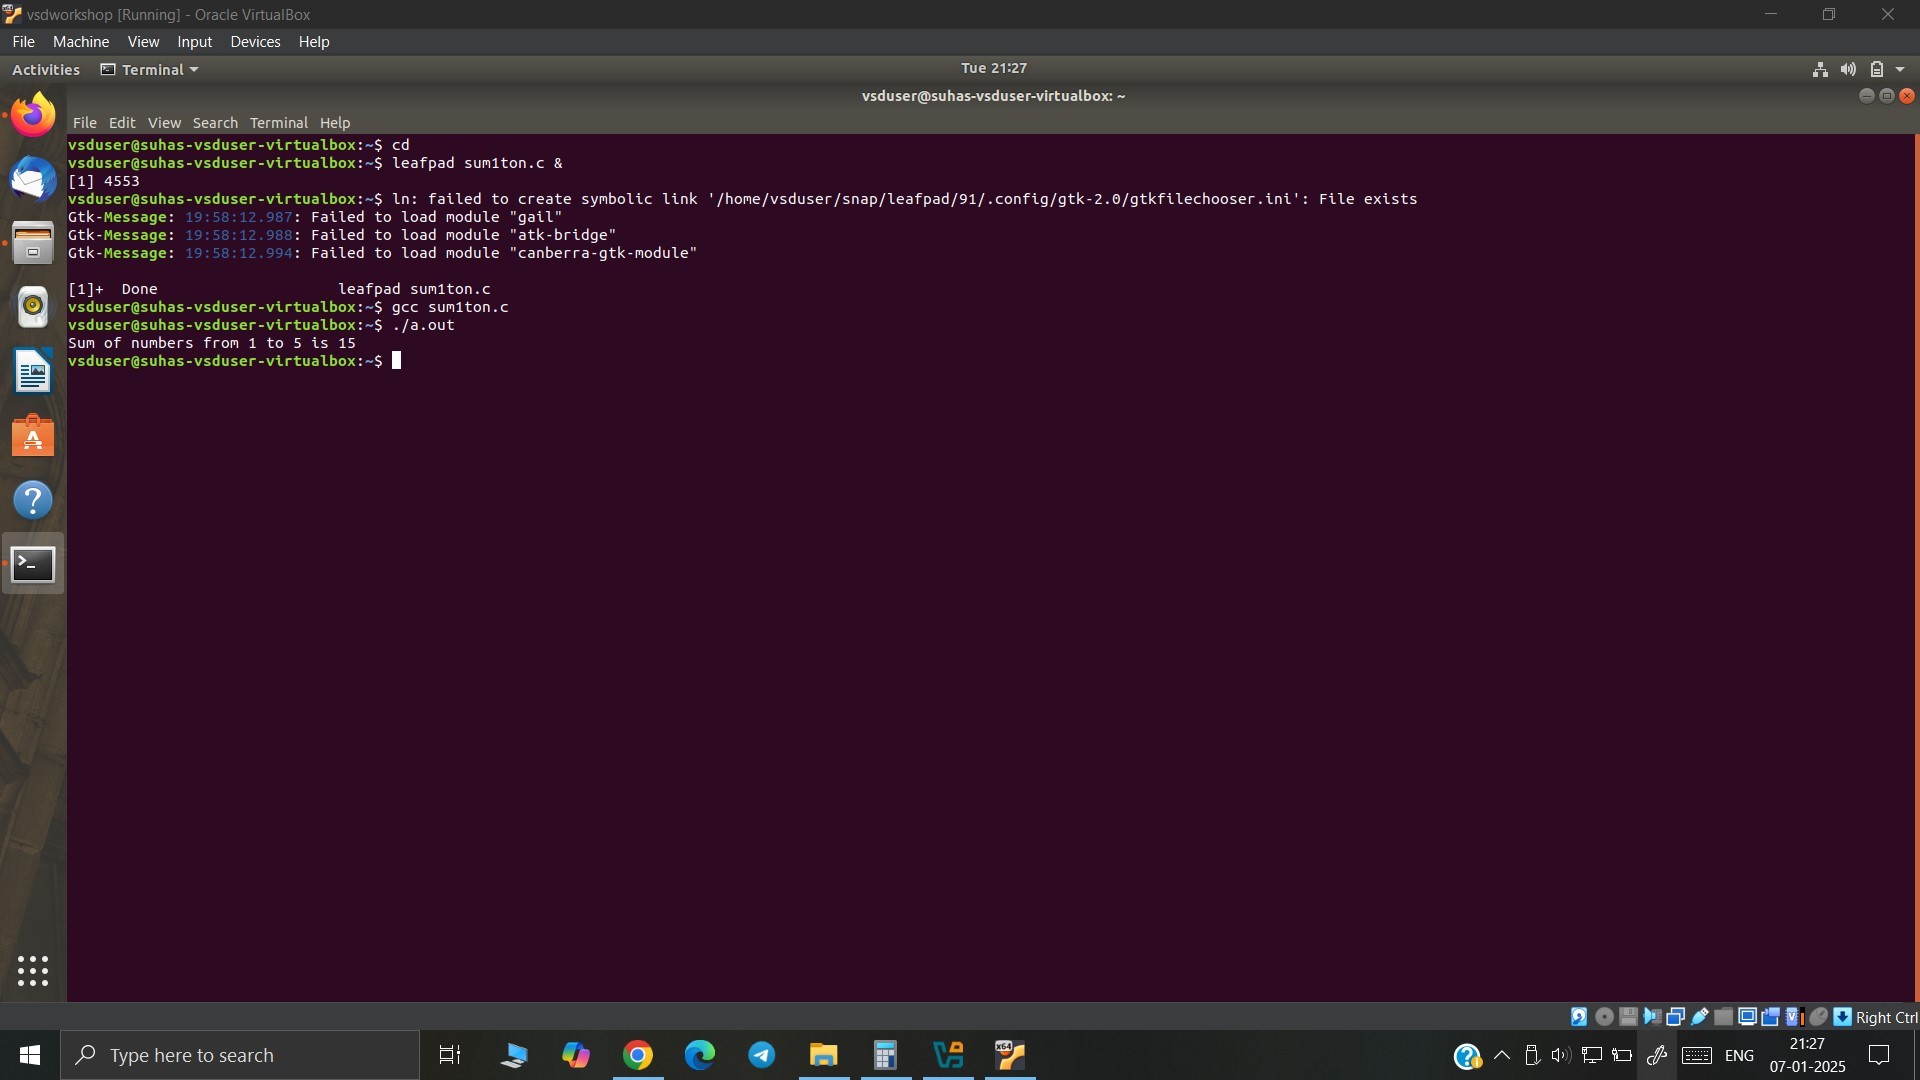 vsdworkshop [Running] - Oracle VirtualBox
File Machine View Input Devices Help
Activities Terminal Tue 21:27
vsduser@suhas-vsduser-virtualbox: ~
File Edit View Search Terminal Help
vsduser@suhas-vsduser-virtualbox:~$ cd
vsduser@suhas-vsduser-virtualbox:~$ leafpad sum1ton.c &
[1] 4553
vsduser@suhas-vsduser-virtualbox:~$ ln: failed to create symbolic link '/home/vsduser/snap/leafpad/91/.config/gtk-2.0/gtkfilechooser.ini': File exists
Gtk-Message: 19:58:12.987: Failed to load module "gail"
Gtk-Message: 19:58:12.988: Failed to load module "atk-bridge"
Gtk-Message: 19:58:12.994: Failed to load module "canberra-gtk-module"
[1]+  Done                    leafpad sum1ton.c
vsduser@suhas-vsduser-virtualbox:~$ gcc sum1ton.c
vsduser@suhas-vsduser-virtualbox:~$ ./a.out
Sum of numbers from 1 to 5 is 15
vsduser@suhas-vsduser-virtualbox:~$
Right Ctrl
Type here to search
ENG
21:27
07-01-2025